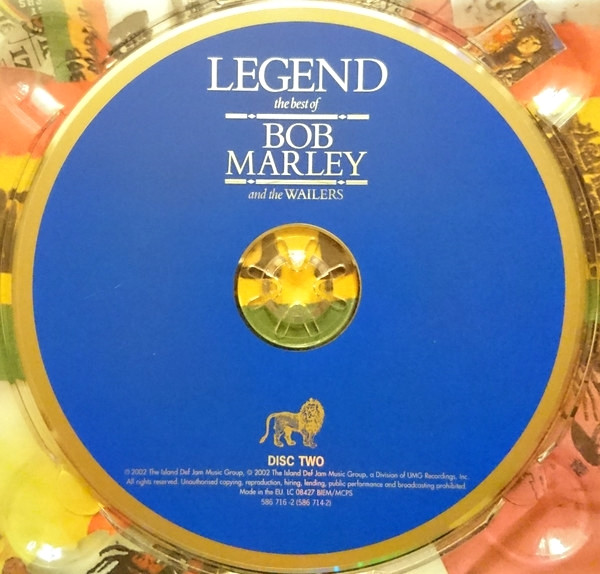 LEGEND
the best of
BOB
MARLEY
and the WAILERS
DISC TWO
℗ 2002 The Island Def Jam Music Group, © 2002 The Island Def Jam Music Group, a Division of UMG Recordings, Inc.
All rights reserved. Unauthorised copying, reproduction, hiring, lending, public performance and broadcasting prohibited.
Made in the EU. LC 08427 BIEM/MCPS
586 716 -2 (586 714-2)